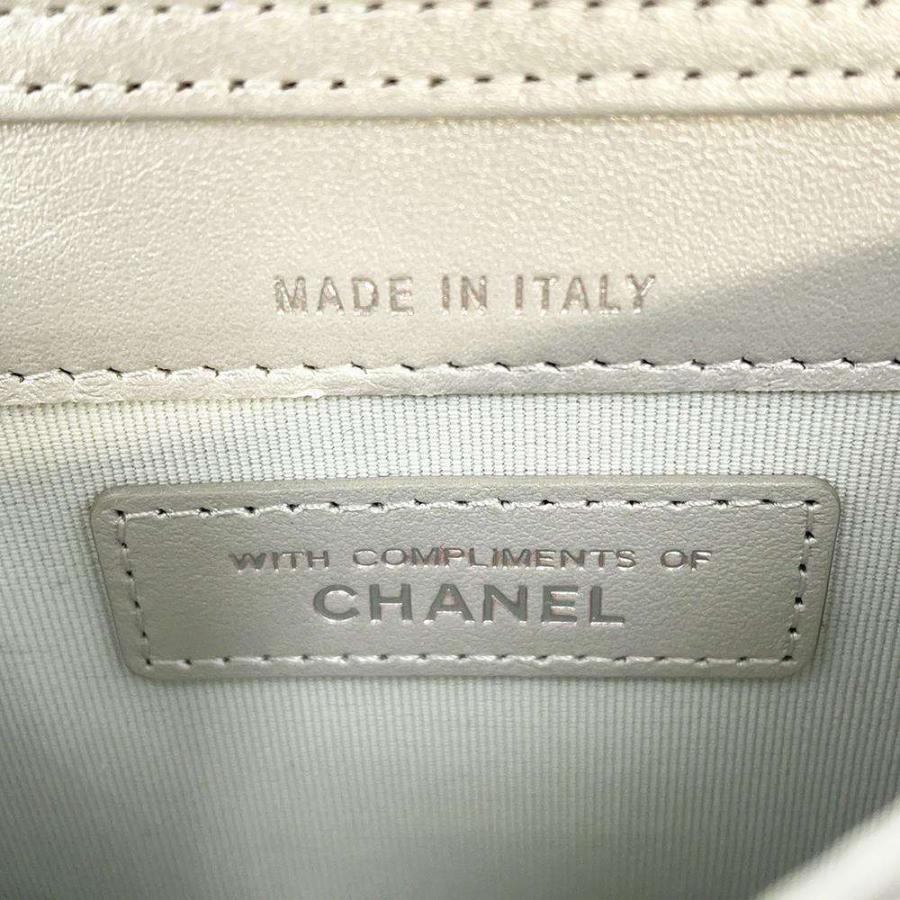 MADE IN ITALY
WITH COMPLIMENTS OF
CHANEL